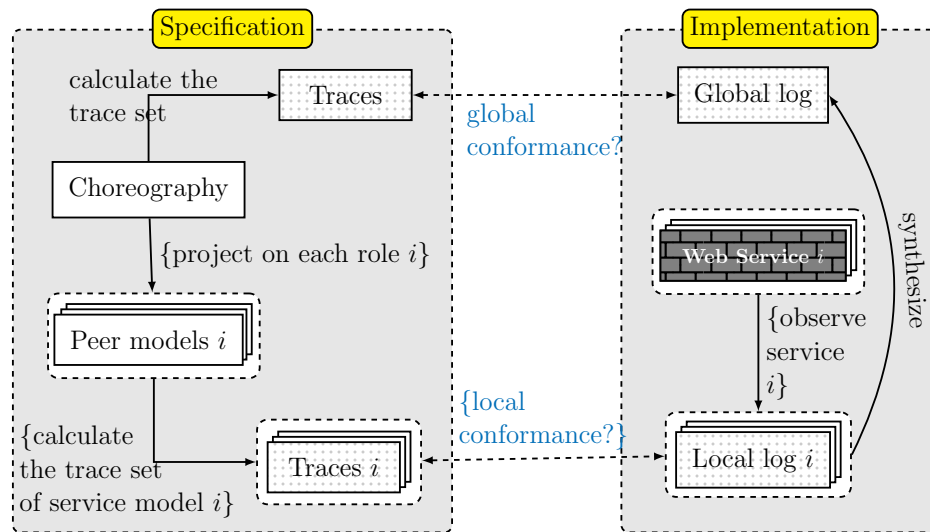 Specification
Implementation
calculate the
trace set
Traces
Global log
global
conformance?
Choreography
{project on each role i}
Web Service i
synthesize
Peer models i
{observe
service
i}
{calculate
the trace set
of service model i}
Traces i
{local
conformance?}
Local log i